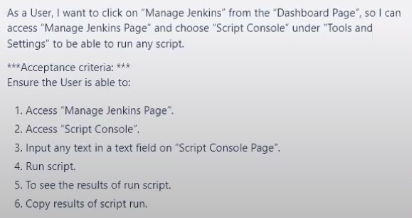 As a User, I want to click on "Manage Jenkins" from the "Dashboard Page", so I can
access "Manage Jenkins Page" and choose "Script Console" under "Tools and
Settings" to be able to run any script.
***Acceptance criteria: ***
Ensure the User is able to:
1. Access "Manage Jenkins Page".
2. Access "Script Console".
3. Input any text in a text field on "Script Console Page".
4. Run script.
5. To see the results of run script.
6. Copy results of script run.